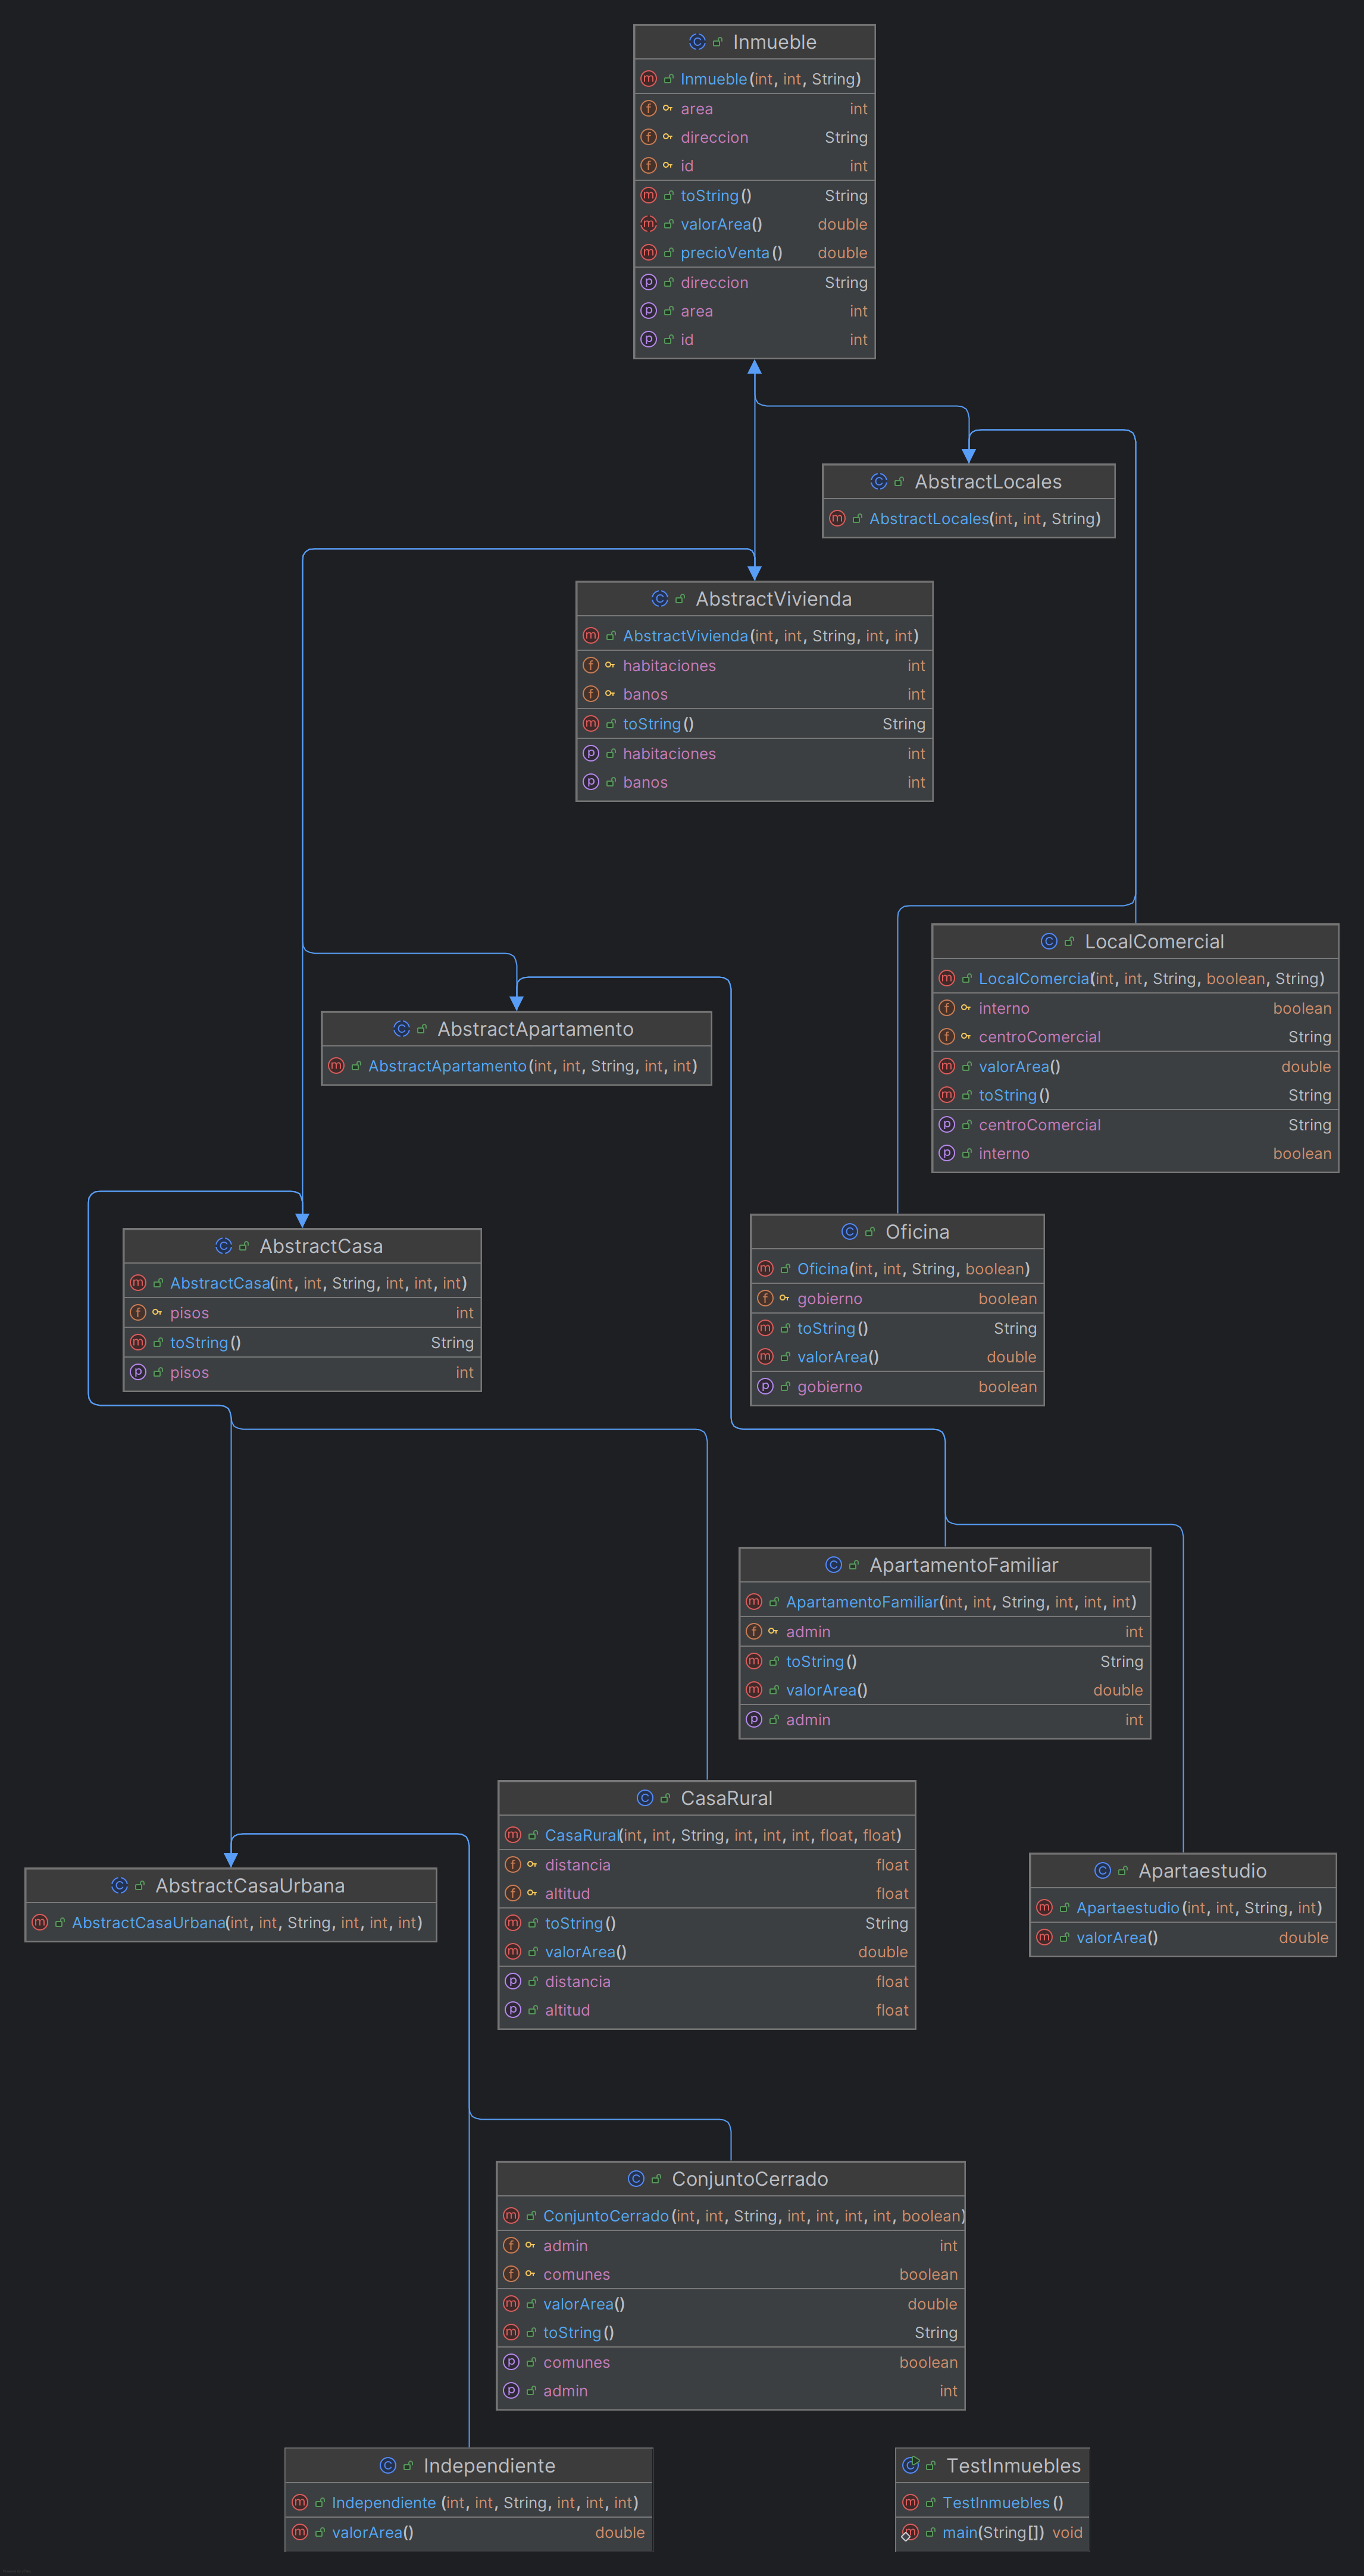 Inmueble
Inmueble(int, int, String)
area int
direccion String
id int
toString() String
valorArea() double
precioVenta() double
direccion String
area int
id int
AbstractLocales
AbstractLocales(int, int, String)
AbstractVivienda
AbstractVivienda(int, int, String, int, int)
habitaciones int
banos int
toString() String
habitaciones int
banos int
LocalComercial
LocalComercial(int, int, String, boolean, String)
interno boolean
centroComercial String
valorArea() double
toString() String
centroComercial String
interno boolean
AbstractApartamento
AbstractApartamento(int, int, String, int, int)
AbstractCasa
AbstractCasa(int, int, String, int, int, int)
pisos int
toString() String
pisos int
Oficina
Oficina(int, int, String, boolean)
gobierno boolean
toString() String
valorArea() double
gobierno boolean
ApartamentoFamiliar
ApartamentoFamiliar(int, int, String, int, int, int)
admin int
toString() String
valorArea() double
admin int
CasaRural
CasaRural(int, int, String, int, int, int, float, float)
distancia float
altitud float
toString() String
valorArea() double
distancia float
altitud float
AbstractCasaUrbana
AbstractCasaUrbana(int, int, String, int, int, int)
Apartaestudio
Apartaestudio(int, int, String, int)
valorArea() double
ConjuntoCerrado
ConjuntoCerrado(int, int, String, int, int, int, int, boolean)
admin int
comunes boolean
valorArea() double
toString() String
comunes boolean
admin int
Independiente
Independiente (int, int, String, int, int, int)
valorArea() double
TestInmuebles
TestInmuebles()
main(String[]) void